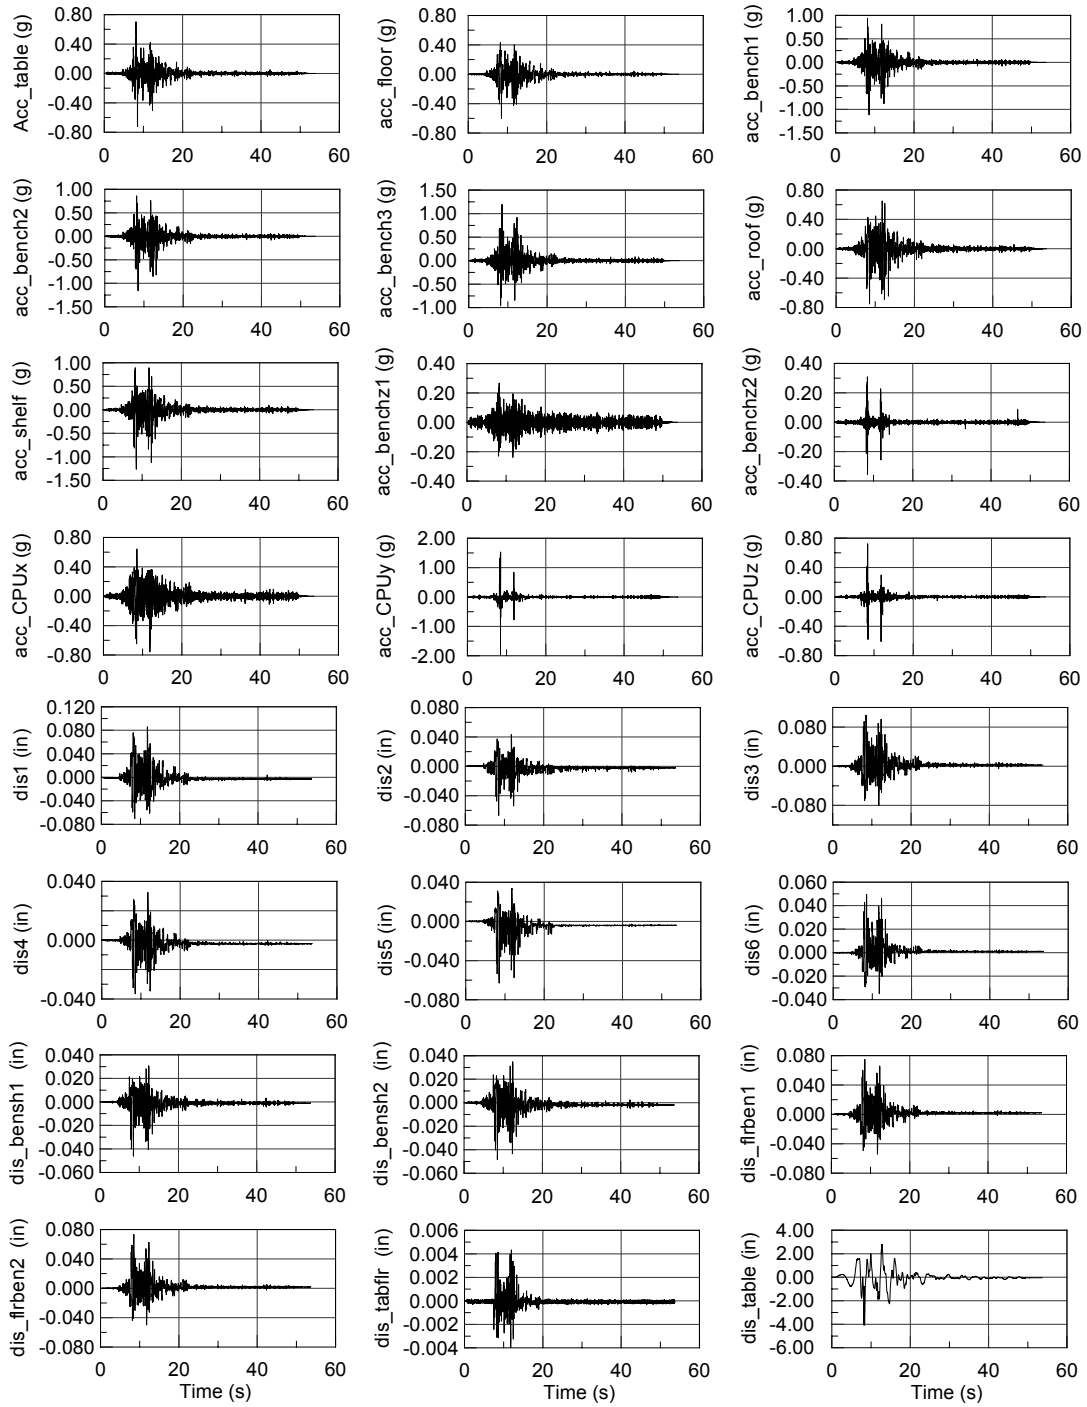 Acc_table (g)
0.80
0.40
0.00
-0.40
-0.80
0 20 40 60
acc_floor (g)
0.80
0.40
0.00
-0.40
-0.80
0 20 40 60
acc_bench1 (g)
1.00
0.50
0.00
-0.50
-1.00
-1.50
0 20 40 60
acc_bench2 (g)
1.00
0.50
0.00
-0.50
-1.00
-1.50
0 20 40 60
acc_bench3 (g)
1.50
1.00
0.50
0.00
-0.50
-1.00
0 20 40 60
acc_roof (g)
0.80
0.40
0.00
-0.40
-0.80
0 20 40 60
acc_shelf (g)
1.00
0.50
0.00
-0.50
-1.00
-1.50
0 20 40 60
acc_benchz1 (g)
0.40
0.20
0.00
-0.20
-0.40
0 20 40 60
acc_benchz2 (g)
0.40
0.20
0.00
-0.20
-0.40
0 20 40 60
acc_CPUx (g)
0.80
0.40
0.00
-0.40
-0.80
0 20 40 60
acc_CPUy (g)
2.00
1.00
0.00
-1.00
-2.00
0 20 40 60
acc_CPUz (g)
0.80
0.40
0.00
-0.40
-0.80
0 20 40 60
dis1 (in)
0.120
0.080
0.040
0.000
-0.040
-0.080
0 20 40 60
dis2 (in)
0.080
0.040
0.000
-0.040
-0.080
0 20 40 60
dis3 (in)
0.080
0.000
-0.080
0 20 40 60
dis4 (in)
0.040
0.000
-0.040
0 20 40 60
dis5 (in)
0.040
0.000
-0.040
-0.080
0 20 40 60
dis6 (in)
0.060
0.040
0.020
0.000
-0.020
-0.040
0 20 40 60
dis_bensh1 (in)
0.040
0.020
0.000
-0.020
-0.040
-0.060
0 20 40 60
dis_bensh2 (in)
0.040
0.020
0.000
-0.020
-0.040
-0.060
0 20 40 60
dis_flrben1 (in)
0.080
0.040
0.000
-0.040
-0.080
0 20 40 60
dis_flrben2 (in)
0.080
0.040
0.000
-0.040
-0.080
0 20 40 60
Time (s)
dis_tabflr (in)
0.006
0.004
0.002
0.000
-0.002
-0.004
0 20 40 60
Time (s)
dis_table (in)
4.00
2.00
0.00
-2.00
-4.00
-6.00
0 20 40 60
Time (s)